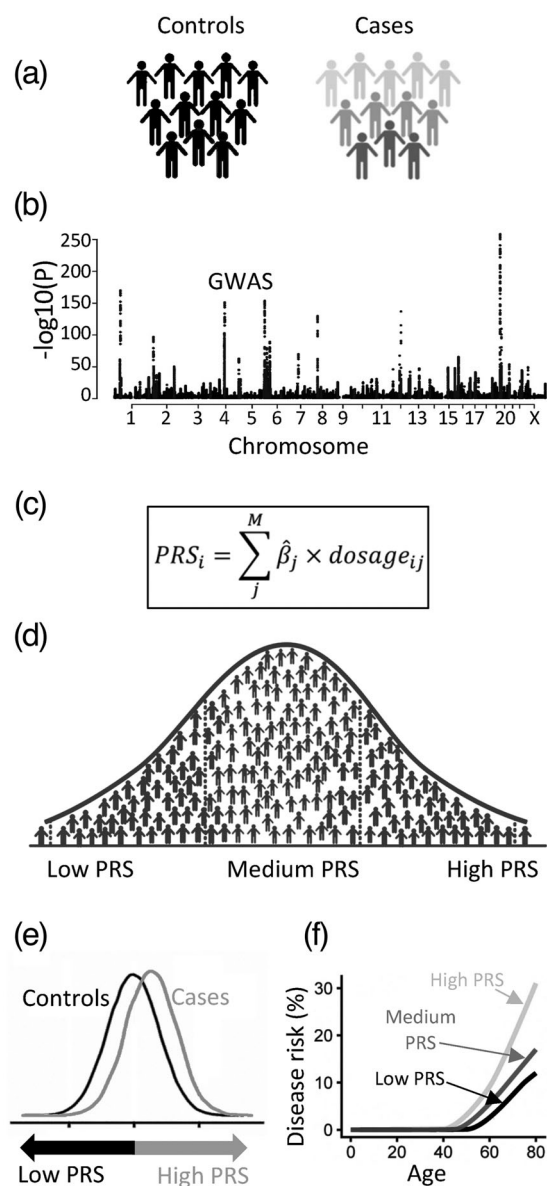 Controls Cases
(a)
(b)
250
200
150
100
50
0
-log10(P)
GWAS
1 2 3 4 5 6 7 8 9 11 13 15 17 20 X
Chromosome
(c)
PRS_i = \sum_j^M \hat{β}_j × dosage_{ij}
(d)
Low PRS Medium PRS High PRS
(e)
Controls Cases
Low PRS High PRS
(f)
Disease risk (%)
30
20
10
0
High PRS
Medium
PRS
Low PRS
0 20 40 60 80
Age